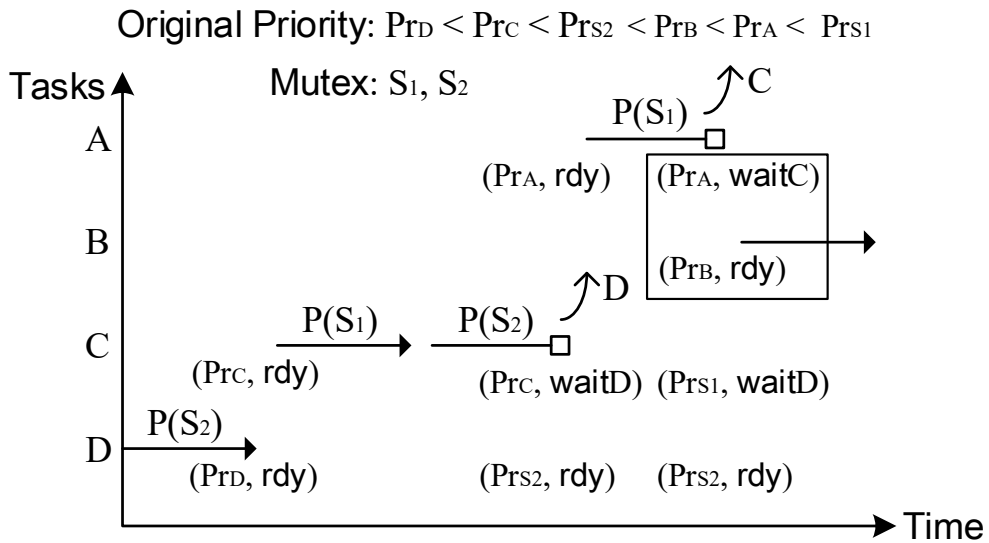 Original Priority: PrD < PrC < PrS2 < PrB < PrA < PrS1
Tasks
Mutex: S1, S2
C
P(S1)
A
(PrA, rdy) (PrA, waitC)
B
(PrB, rdy)
D
P(S1) P(S2)
C
(PrC, rdy) (PrC, waitD) (PrS1, waitD)
P(S2)
D
(PrD, rdy) (PrS2, rdy) (PrS2, rdy)
Time